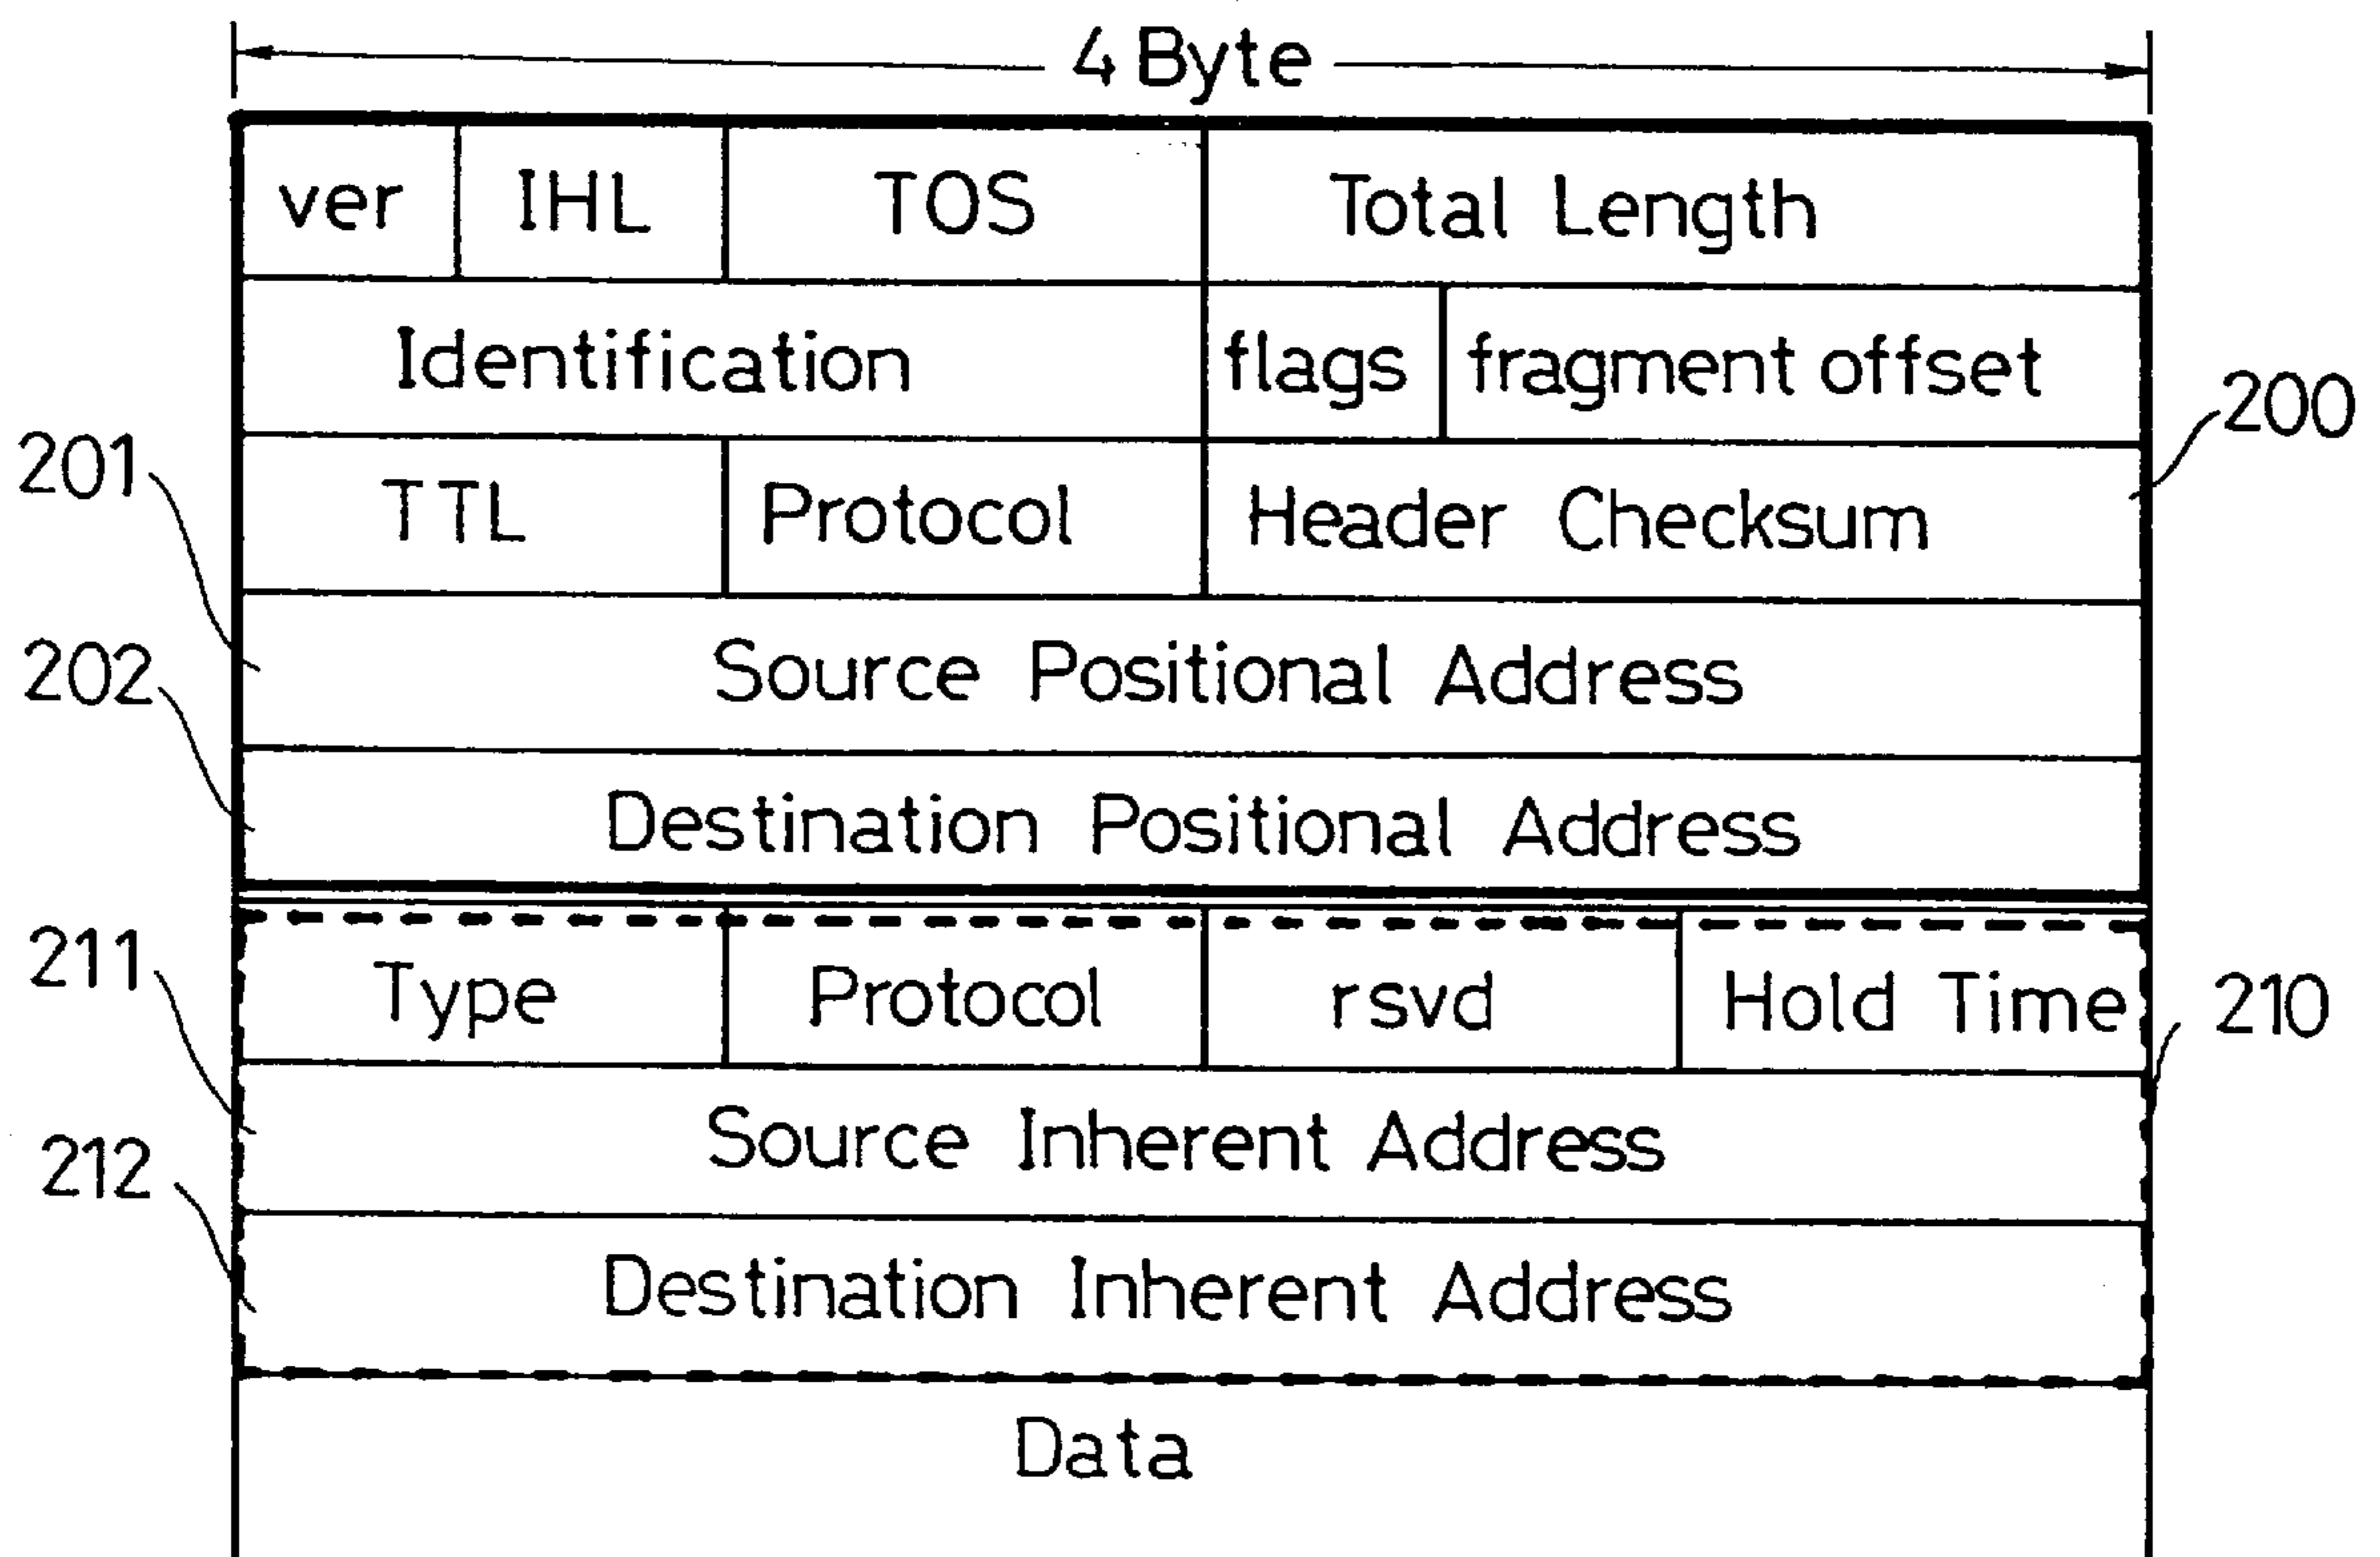 4 Byte
ver IHL TOS Total Length
Identification flags fragment offset
200
201
TTL Protocol Header Checksum
202
Source Positional Address
Destination Positional Address
211
Type Protocol rsvd Hold Time
210
Source Inherent Address
212
Destination Inherent Address
Data